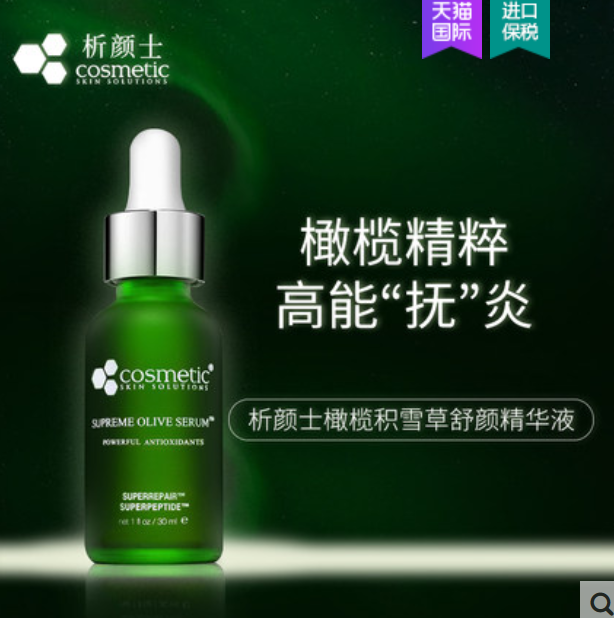 析颜士
cosmetic
SKIN SOLUTIONS
天猫
国际
进口
保税
橄榄精粹
高能“抚”炎
析颜士橄榄积雪草舒颜精华液
cosmetic®
SKIN SOLUTIONS
SUPREME OLIVE SERUM™
POWERFUL ANTIOXIDANTS
SUPERREPAIR™
SUPERPEPTIDE™
net 1 fl oz / 30 ml e